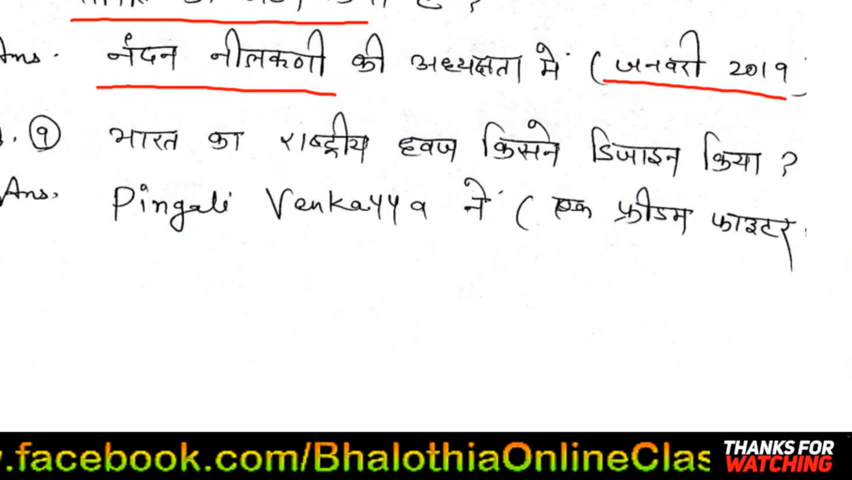 Ans. नंदन नीलकणी की अध्यक्षता में (जनवरी 2019)
. ⑨ भारत का राष्ट्रीय ध्वज किसने डिजाइन किया ?
Ans. Pingali Venkayya ने (एक फ्रीडम फाइटर
.facebook.com/BhalothiaOnlineClas
THANKS FOR
WATCHING